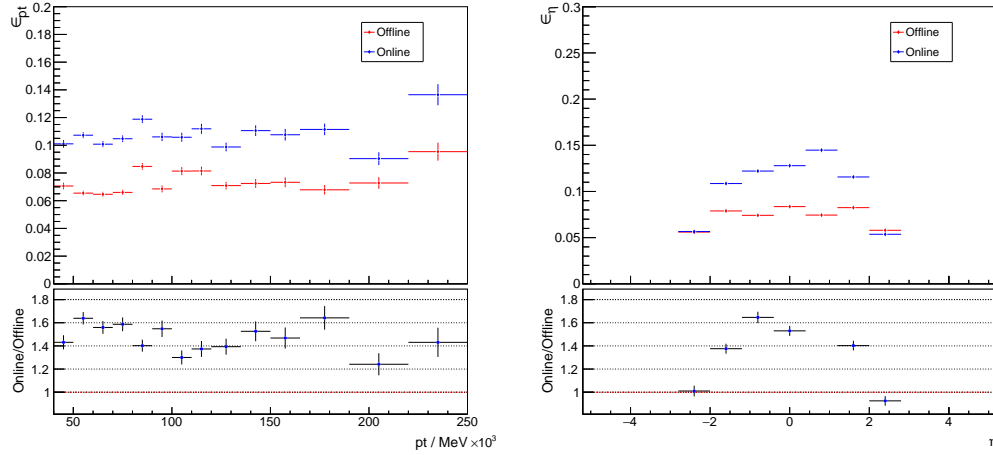 ϵpt
0.2
0.18
0.16
0.14
0.12
0.1
0.08
0.06
0.04
0.02
0
Offline
Online
Online/Offline
1.8
1.6
1.4
1.2
1
50 100 150 200 250
pt / MeV ×10³
ϵη
0.3
0.25
0.2
0.15
0.1
0.05
0
Offline
Online
Online/Offline
1.8
1.6
1.4
1.2
1
−4 −2 0 2 4
η